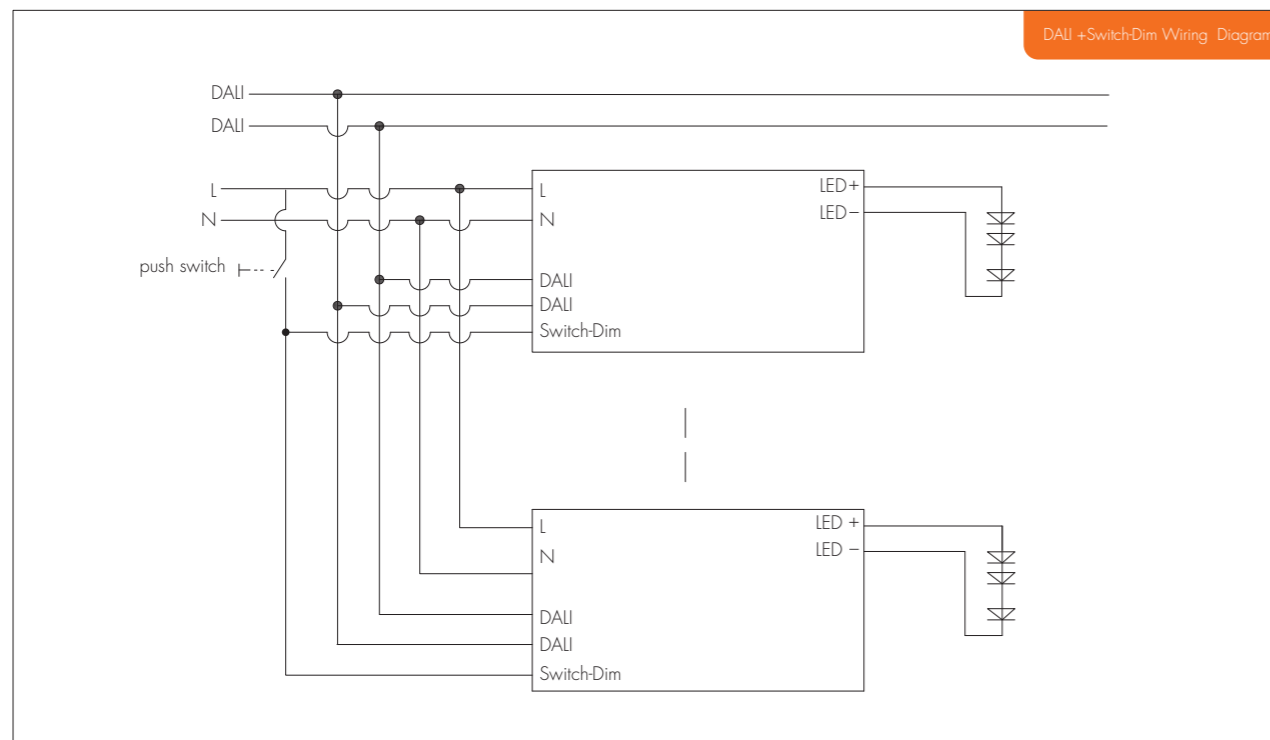 DALI +Switch-Dim Wiring Diagram
DALI
DALI
L
N
push switch
L
N
DALI
DALI
Switch-Dim
LED+
LED−
L
N
DALI
DALI
Switch-Dim
LED +
LED −